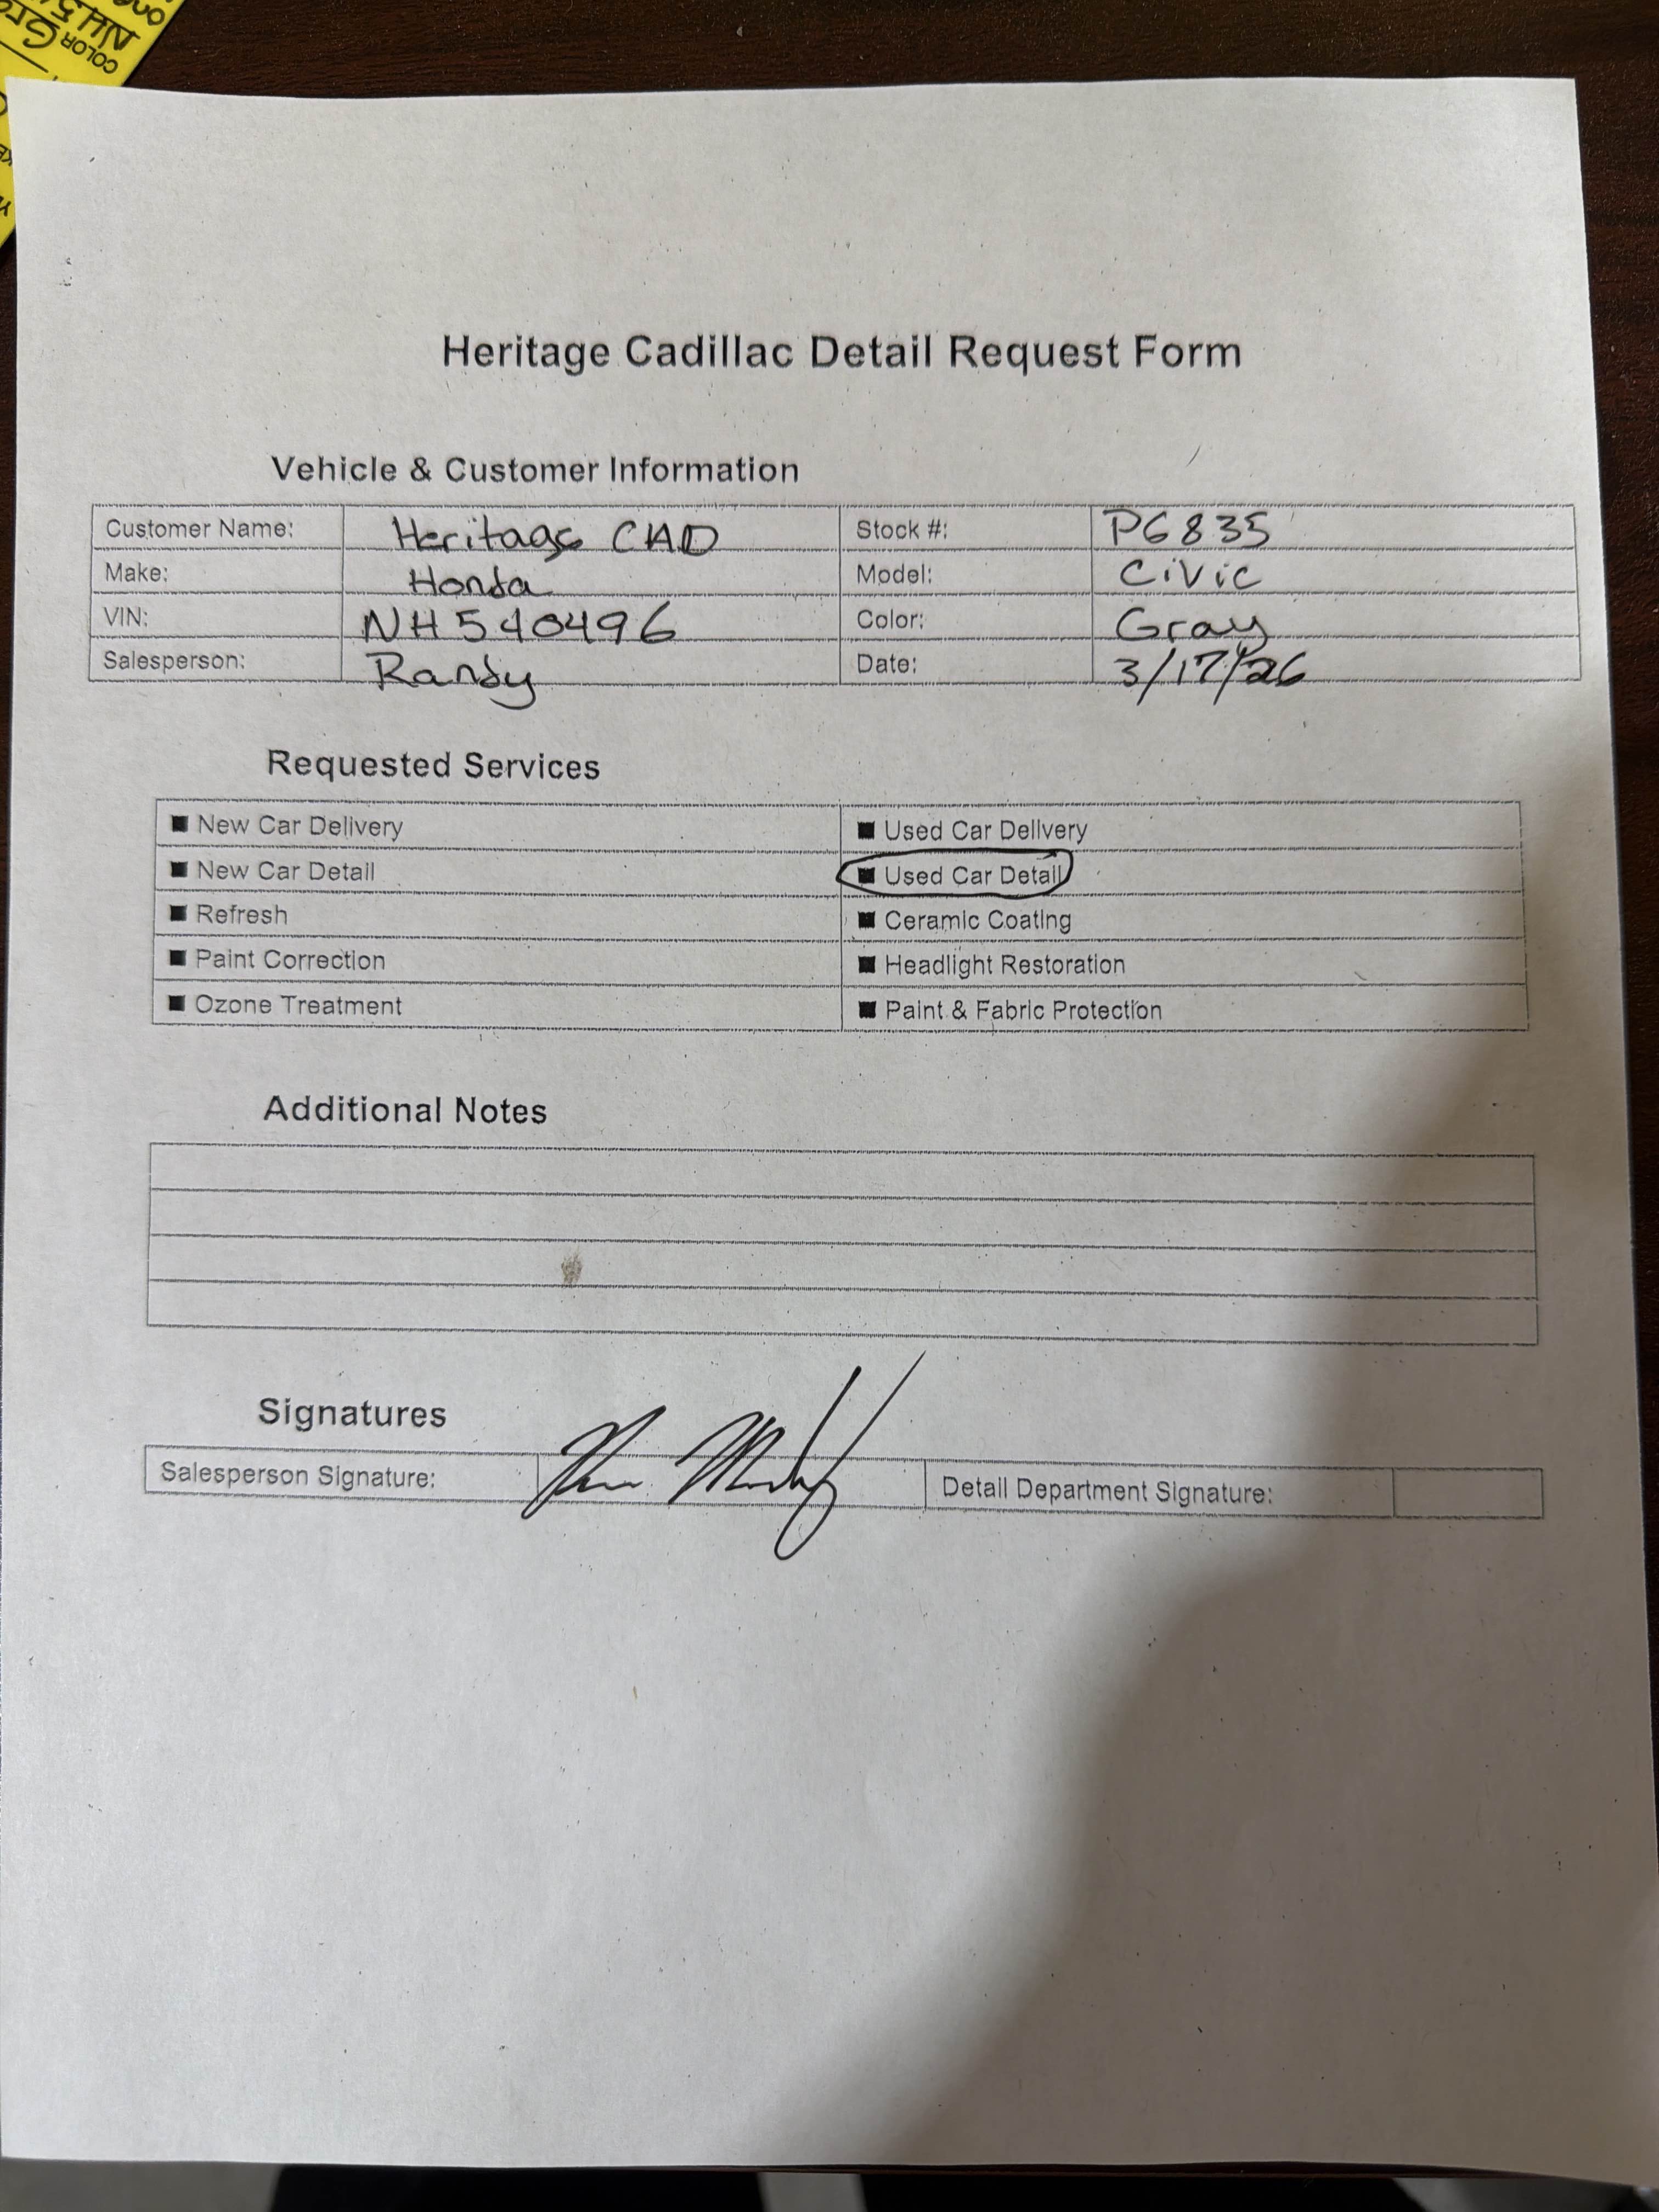 COLOR Gra
Heritage Cadillac Detail Request Form
Vehicle & Customer Information
Customer Name: Heritage CAD Stock #: P6835
Make: Honda Model: Civic
VIN: NH540496 Color: Gray
Salesperson: Randy Date: 3/17/26
Requested Services
■ New Car Delivery ■ Used Car Delivery
■ New Car Detail ■ Used Car Detail
■ Refresh ■ Ceramic Coating
■ Paint Correction ■ Headlight Restoration
■ Ozone Treatment ■ Paint & Fabric Protection
Additional Notes
Signatures
Salesperson Signature: Detail Department Signature: